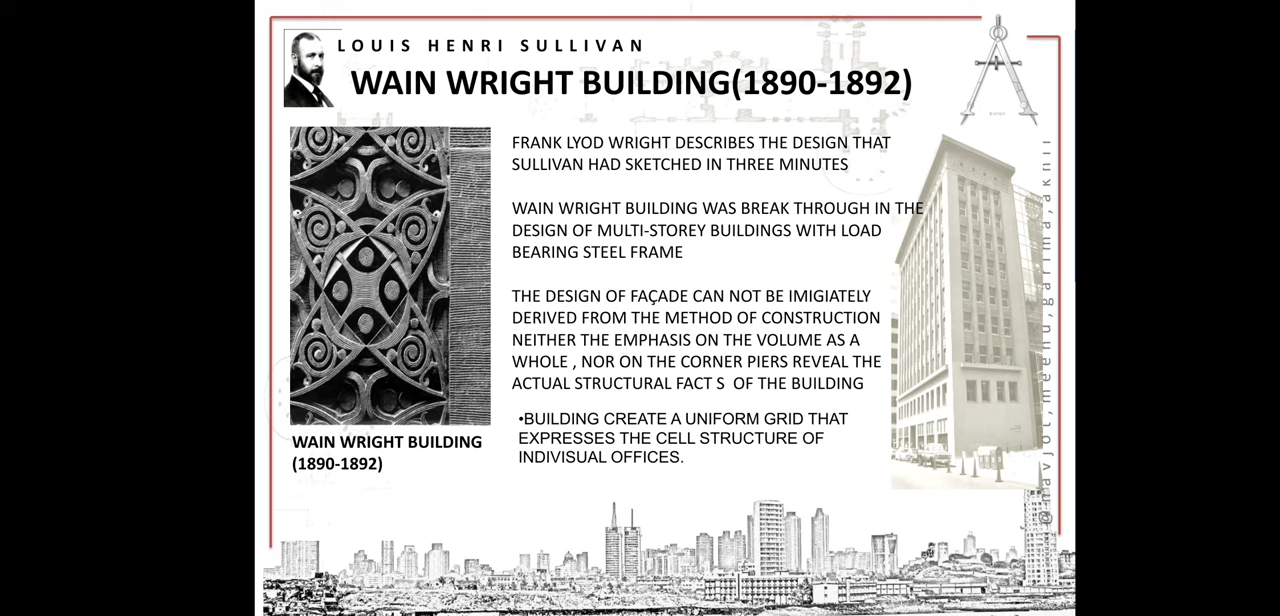 LOUIS HENRI SULLIVAN
WAIN WRIGHT BUILDING(1890-1892)
FRANK LYOD WRIGHT DESCRIBES THE DESIGN THAT
SULLIVAN HAD SKETCHED IN THREE MINUTES
WAIN WRIGHT BUILDING WAS BREAK THROUGH IN THE
DESIGN OF MULTI-STOREY BUILDINGS WITH LOAD
BEARING STEEL FRAME
THE DESIGN OF FAÇADE CAN NOT BE IMIGIATELY
DERIVED FROM THE METHOD OF CONSTRUCTION
NEITHER THE EMPHASIS ON THE VOLUME AS A
WHOLE , NOR ON THE CORNER PIERS REVEAL THE
ACTUAL STRUCTURAL FACT S OF THE BUILDING
•BUILDING CREATE A UNIFORM GRID THAT
EXPRESSES THE CELL STRUCTURE OF
INDIVISUAL OFFICES.
WAIN WRIGHT BUILDING
(1890-1892)